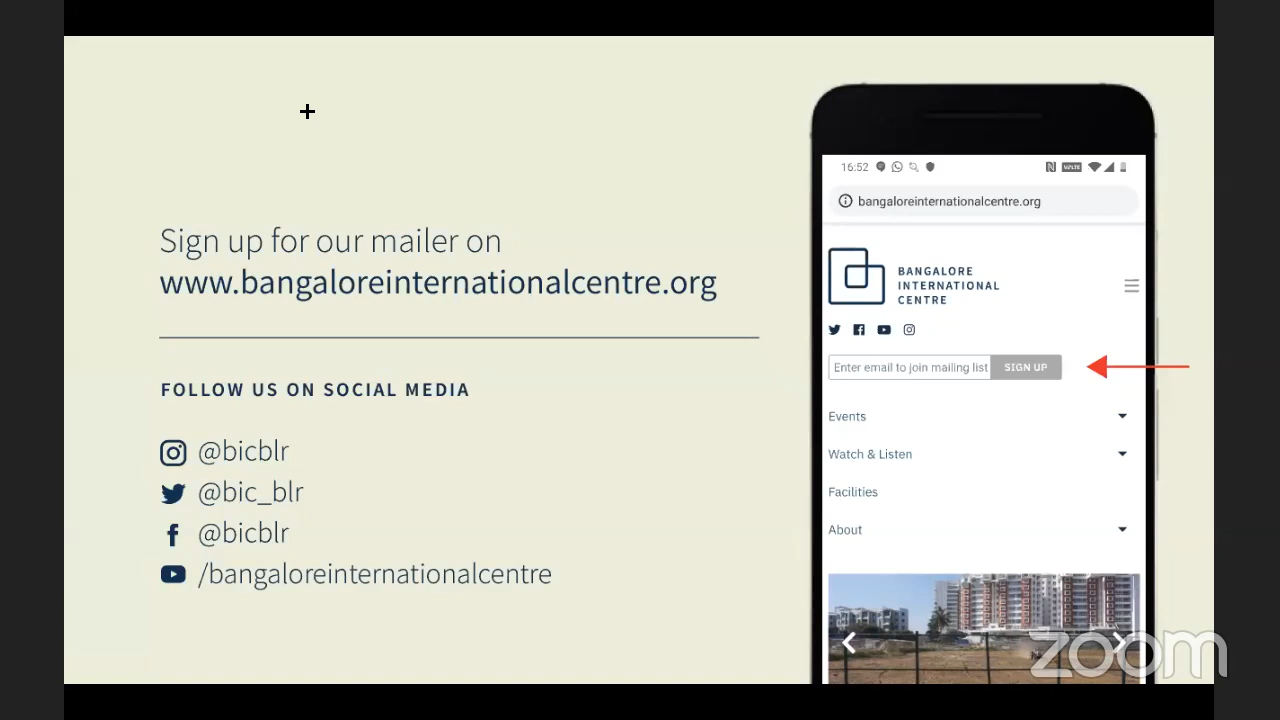 Sign up for our mailer on
www.bangaloreinternationalcentre.org
FOLLOW US ON SOCIAL MEDIA
@bicblr
@bic_blr
@bicblr
/bangaloreinternationalcentre
16:52
VoLTE
bangaloreinternationalcentre.org
BANGALORE
INTERNATIONAL
CENTRE
Enter email to join mailing list
SIGN UP
Events
Watch & Listen
Facilities
About
zoom